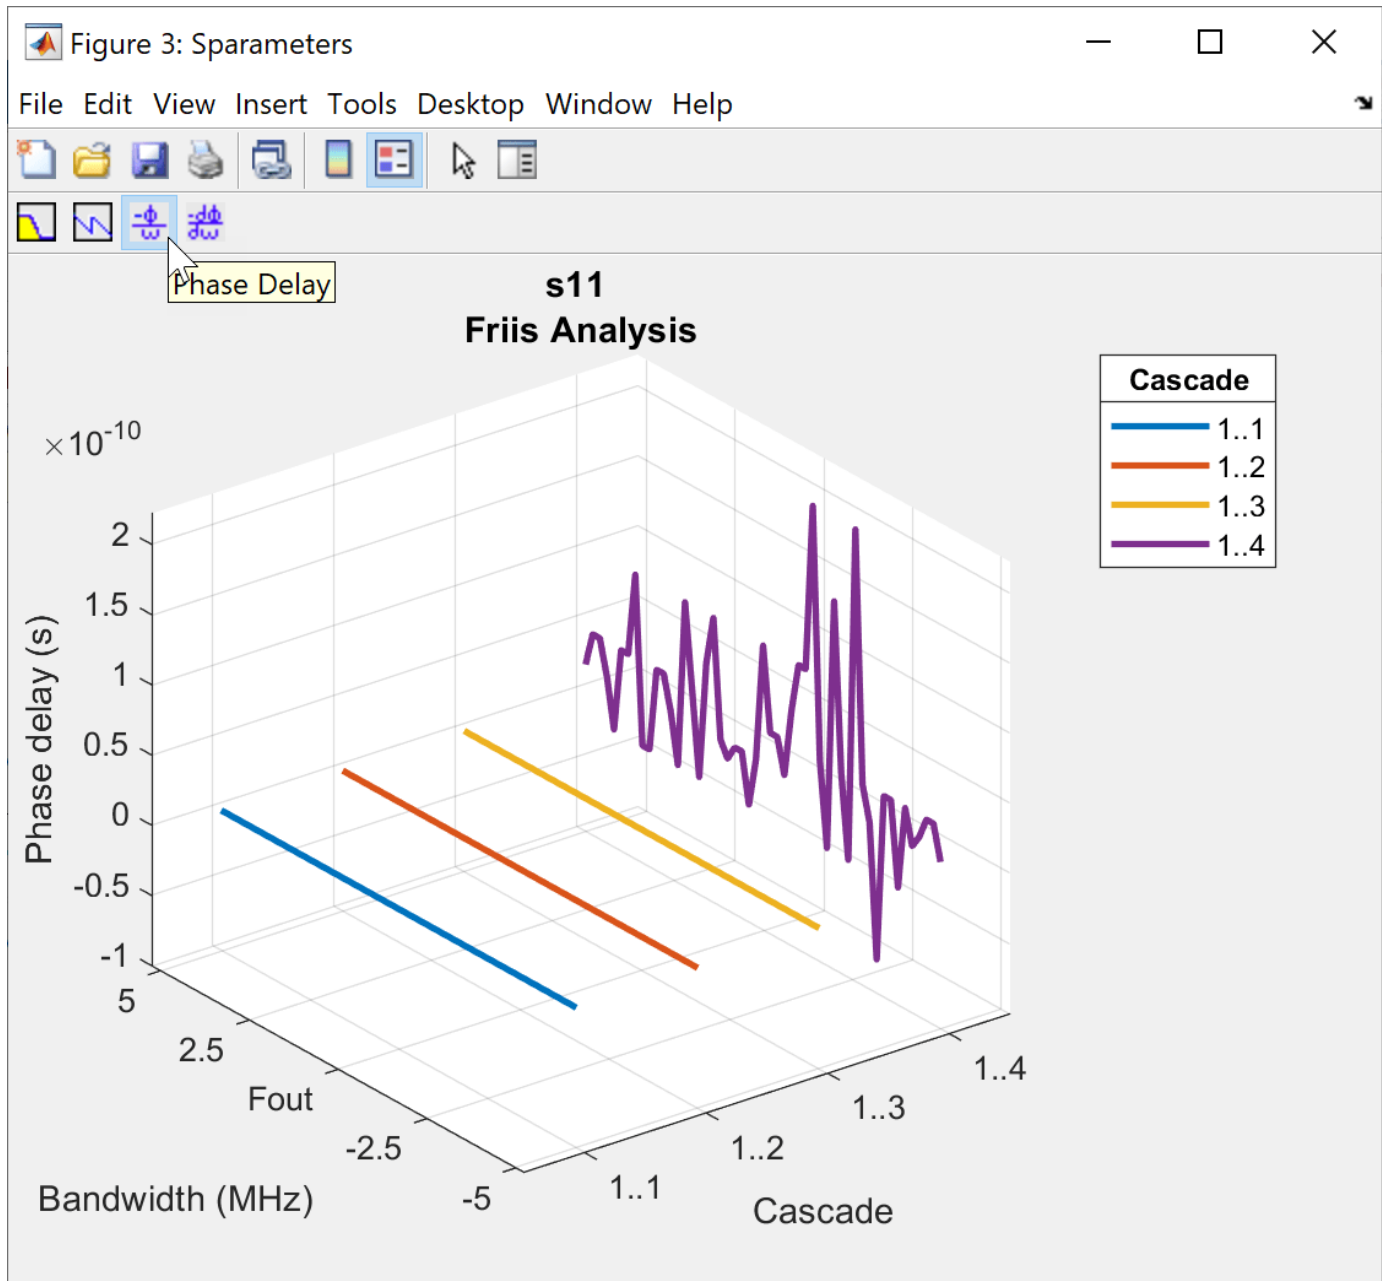 Figure 3: Sparameters
File Edit View Insert Tools Desktop Window Help
-Φ
ω
-dΦ
dω
Phase Delay
s11
Friis Analysis
Cascade
1..1
1..2
1..3
1..4
×10-10
2
1.5
1
0.5
0
-0.5
-1
Phase delay (s)
5
2.5
Fout
-2.5
-5
Bandwidth (MHz)
1..1
1..2
1..3
1..4
Cascade